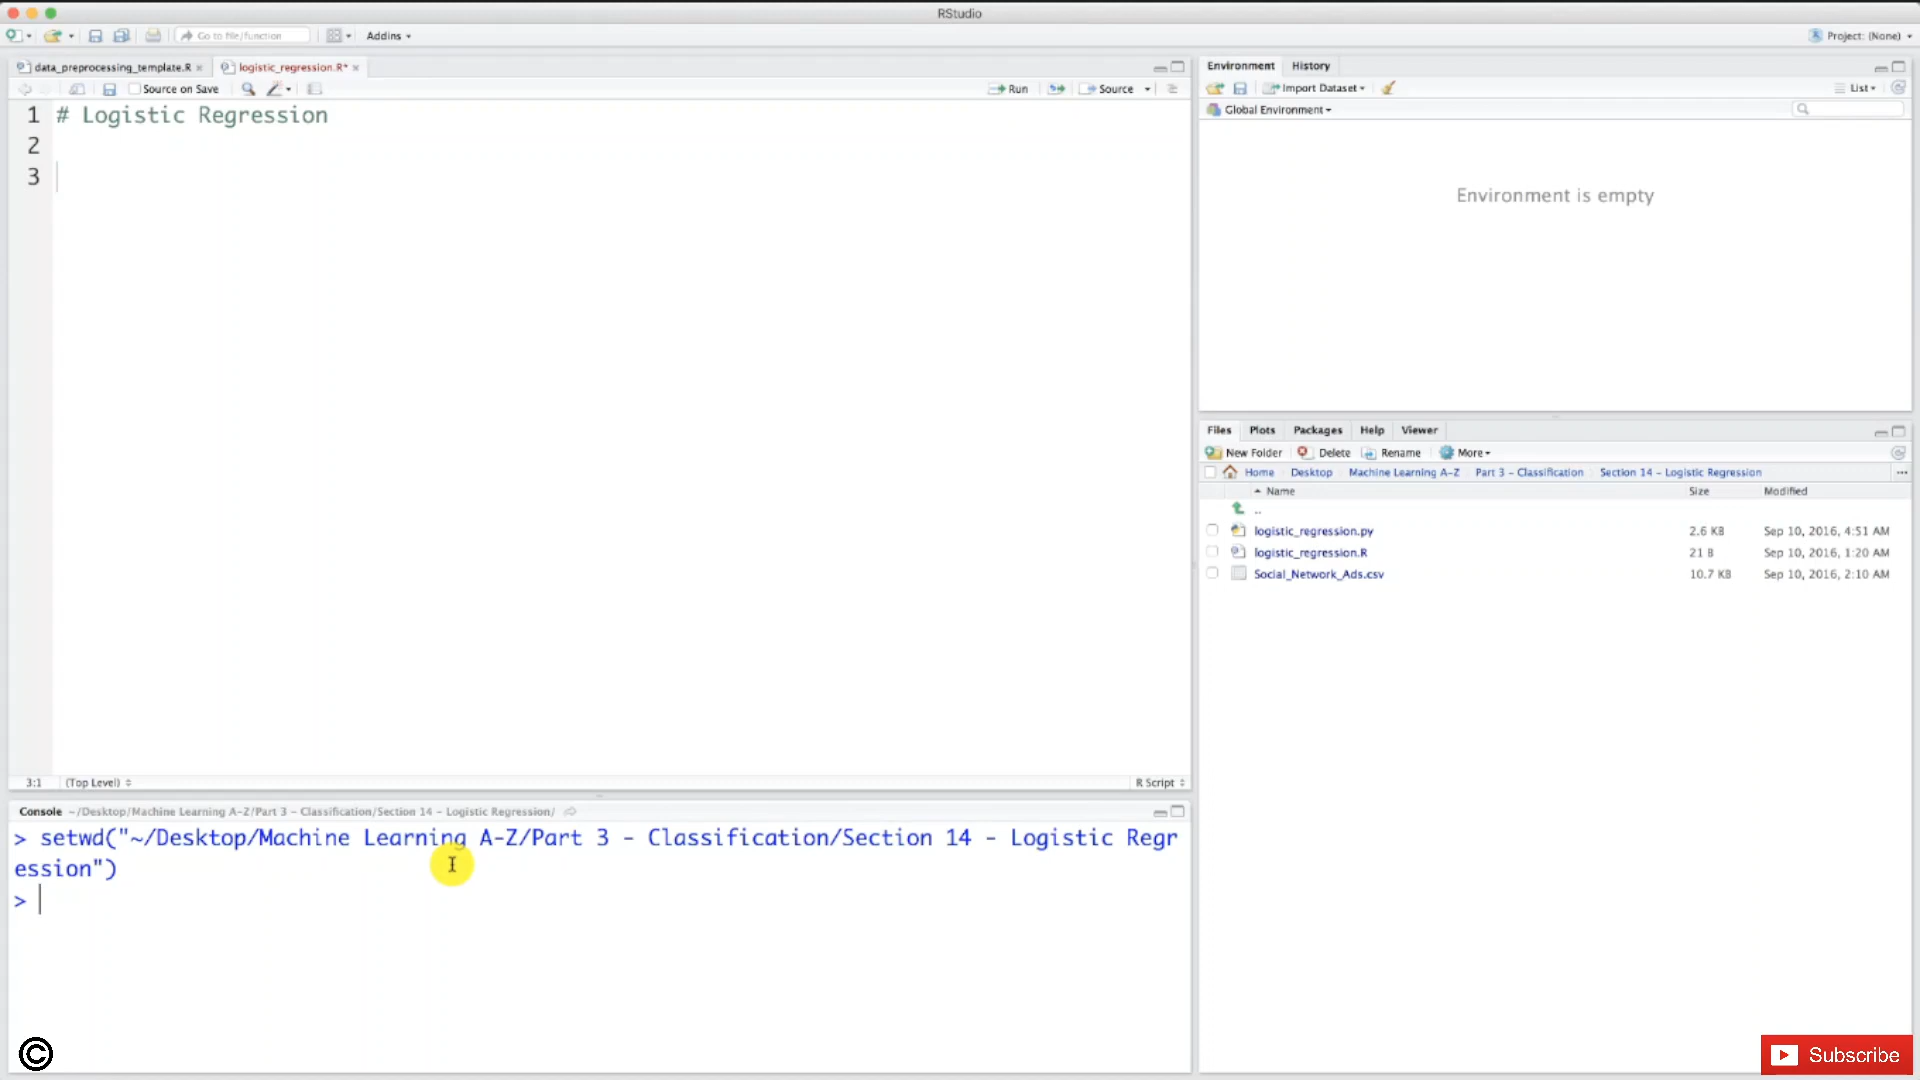 RStudio
Go to file/function
Addins
Project: (None)
data_preprocessing_template.R
logistic_regression.R*
Source on Save
Run
Source
1 # Logistic Regression
2
3
3:1
(Top Level)
R Script
Console ~/Desktop/Machine Learning A-Z/Part 3 - Classification/Section 14 - Logistic Regression/
> setwd("~/Desktop/Machine Learning A-Z/Part 3 - Classification/Section 14 - Logistic Regr
ession")
>
Environment
History
Import Dataset
List
Global Environment
Environment is empty
Files
Plots
Packages
Help
Viewer
New Folder
Delete
Rename
More
Home Desktop Machine Learning A-Z Part 3 - Classification Section 14 - Logistic Regression ...
Name Size Modified
..
logistic_regression.py 2.6 KB Sep 10, 2016, 4:51 AM
logistic_regression.R 21 B Sep 10, 2016, 1:20 AM
Social_Network_Ads.csv 10.7 KB Sep 10, 2016, 2:10 AM
©
Subscribe